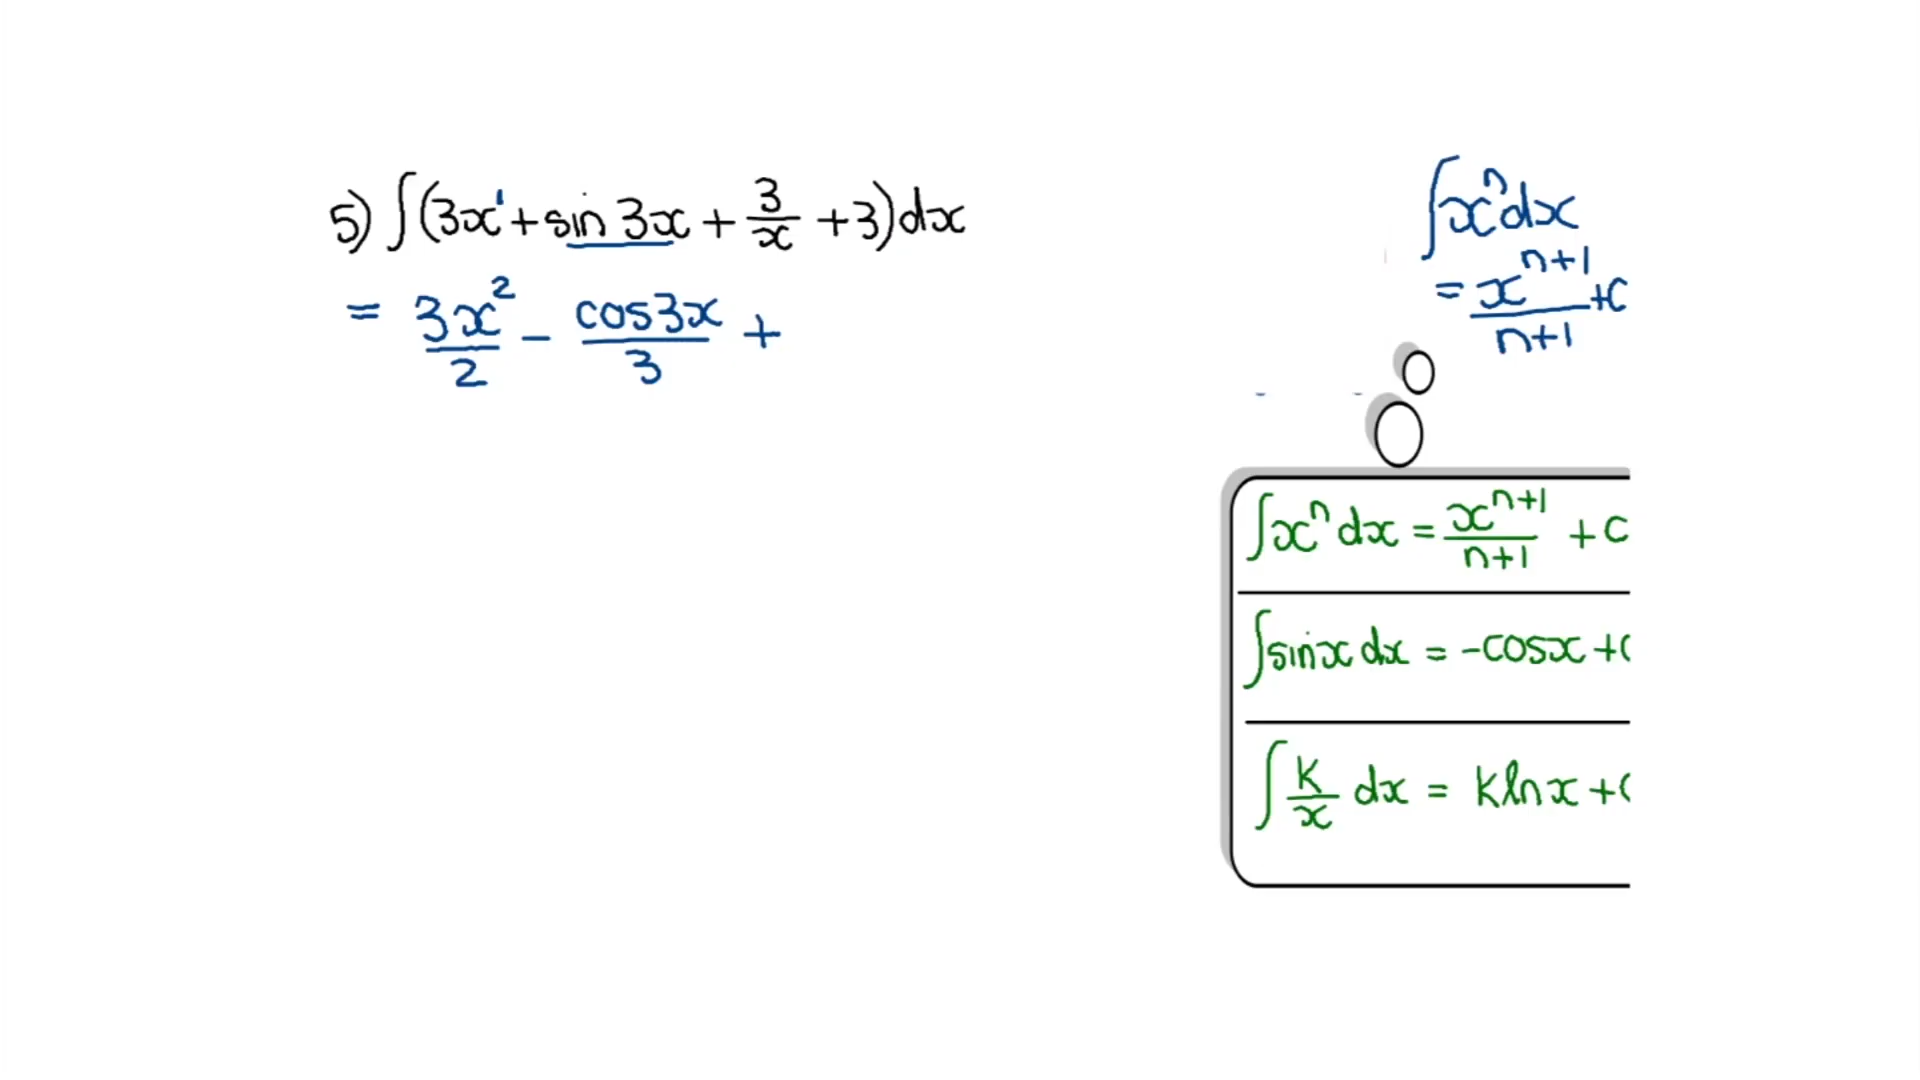 5) ∫(3x¹ + sin 3x + 3/x + 3)dx
= 3x²/2 - cos3x/3 +
∫xⁿdx
= xⁿ⁺¹/n+1 + C
∫xⁿ dx = xⁿ⁺¹/n+1 + C
∫sinx dx = -cosx + C
∫K/x dx = Klnx + C